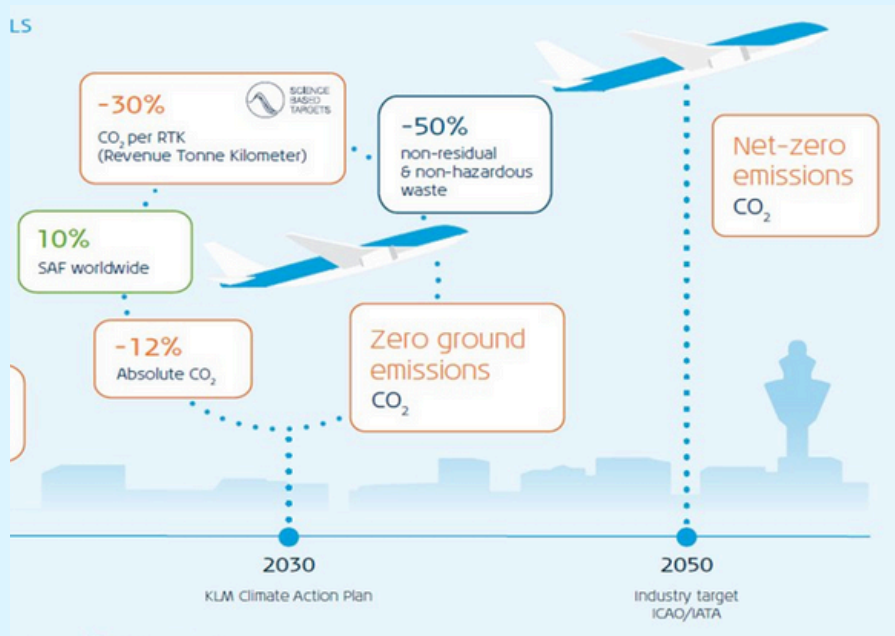 LS
-30%
SCIENCE
BASED
TARGETS
CO₂ per RTK
(Revenue Tonne Kilometer)
-50%
non-residual
& non-hazardous
waste
Net-zero
emissions
CO₂
10%
SAF worldwide
-12%
Absolute CO₂
Zero ground
emissions
CO₂
2030
KLM Climate Action Plan
2050
Industry target
ICAO/IATA